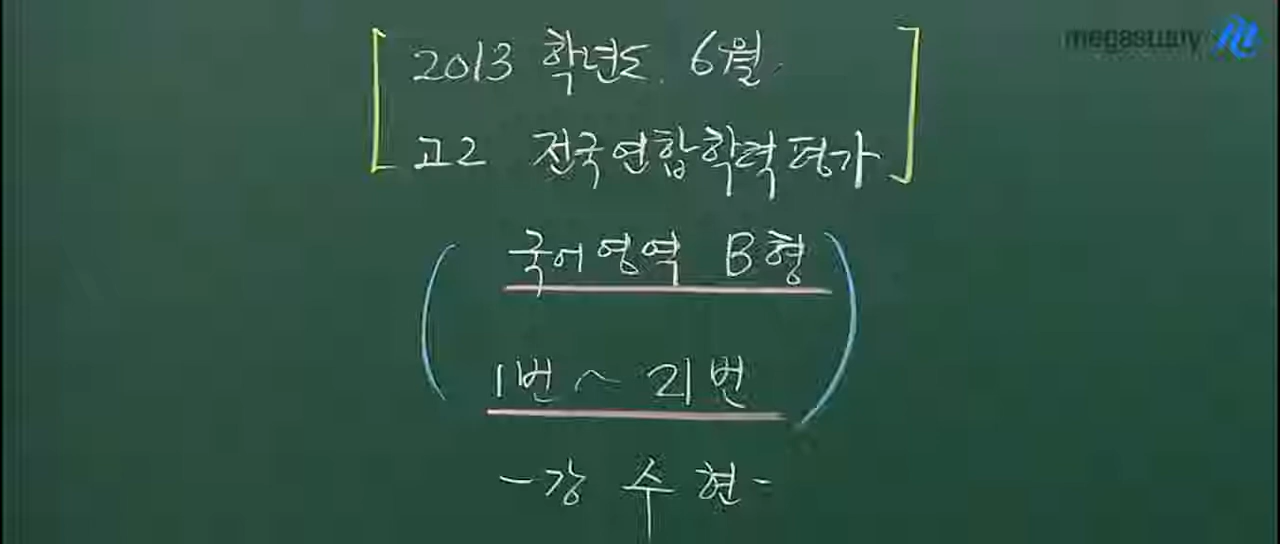 megastudy M
2013 학년도 6월
고2 전국연합학력평가
국어영역 B형
1번 ~ 21번
-강수현-